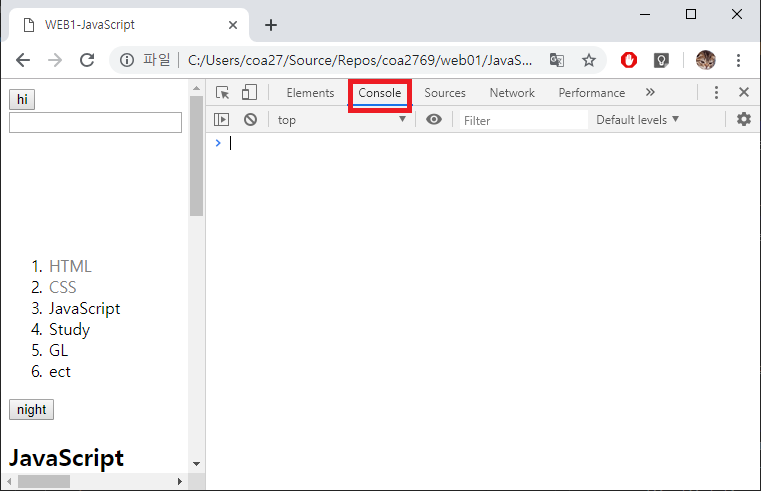 WEB1-JavaScript
파일 C:/Users/coa27/Source/Repos/coa2769/web01/JavaS...
hi
Elements Console Sources Network Performance
top Filter Default levels
1. HTML
2. CSS
3. JavaScript
4. Study
5. GL
6. ect
night
JavaScript